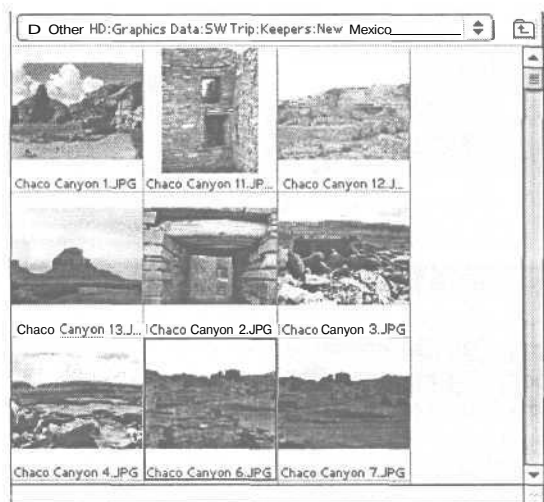 D Other HD:Graphics Data:SW Trip:Keepers:New Mexico
Chaco Canyon 1.JPG Chaco Canyon 11.JP... Chaco Canyon 12.J...
Chaco Canyon 13.J... Chaco Canyon 2.JPG Chaco Canyon 3.JPG
Chaco Canyon 4.JPG Chaco Canyon 6.JPG Chaco Canyon 7.JPG